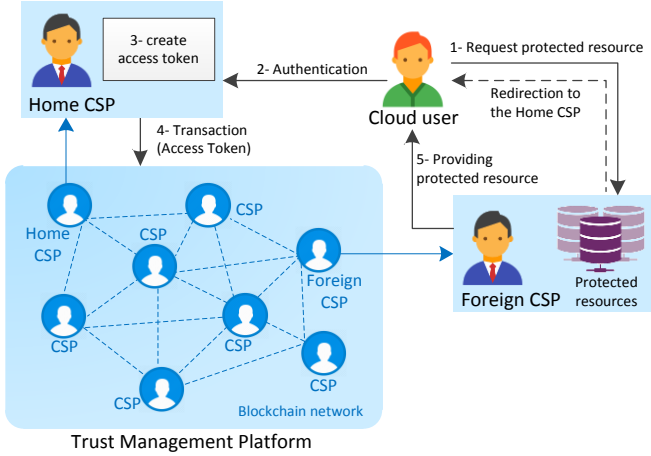 3- create
access token
Home CSP
2- Authentication
Cloud user
1- Request protected resource
Redirection to
the Home CSP
4- Transaction
(Access Token)
5- Providing
protected resource
Foreign CSP
Protected
resources
Home
CSP
CSP
CSP
Foreign
CSP
CSP
CSP
CSP
CSP
Blockchain network
Trust Management Platform